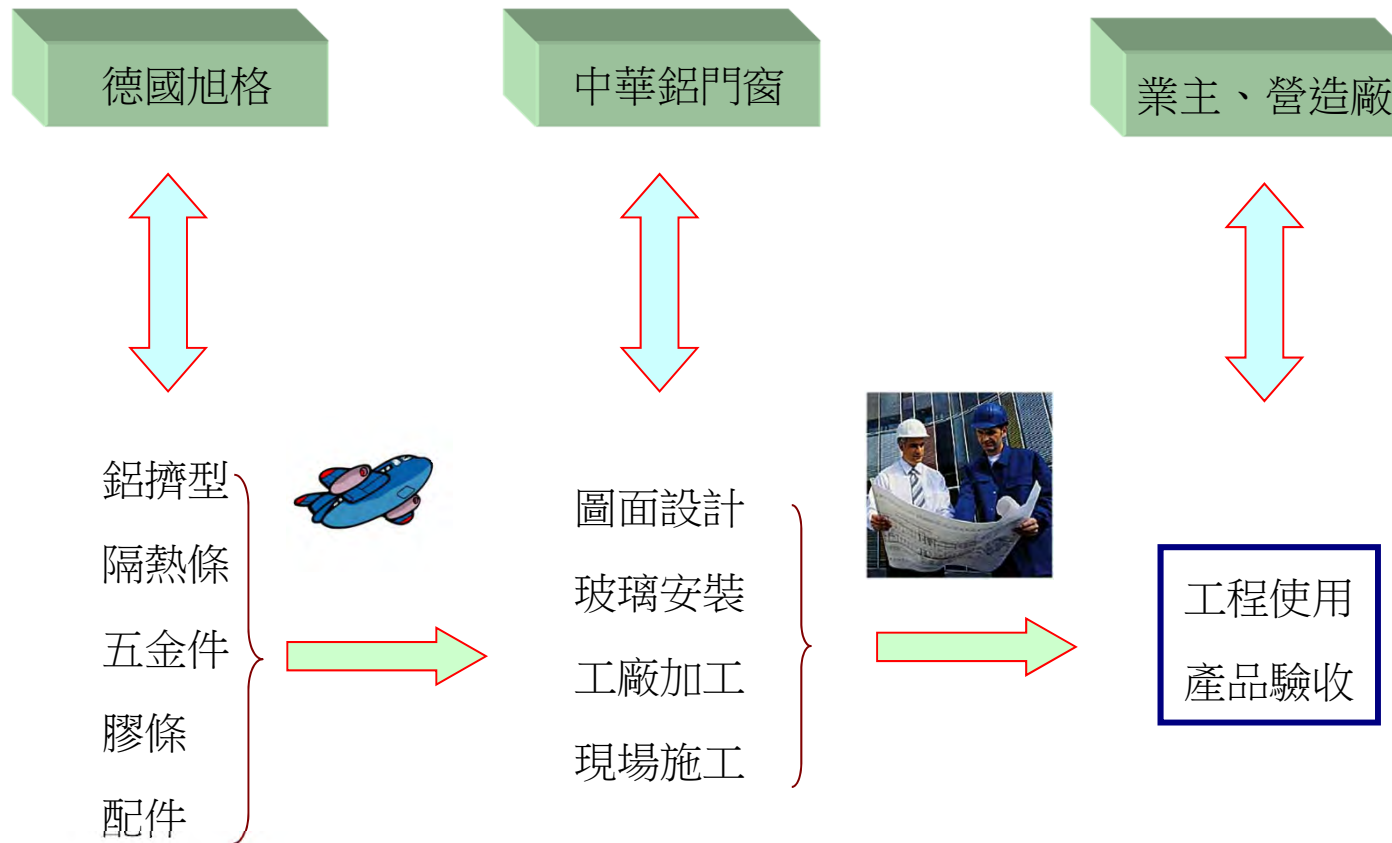 德國旭格
中華鋁門窗
業主、營造廠
鋁擠型
隔熱條
五金件
膠條
配件
圖面設計
玻璃安裝
工廠加工
現場施工
工程使用
產品驗收